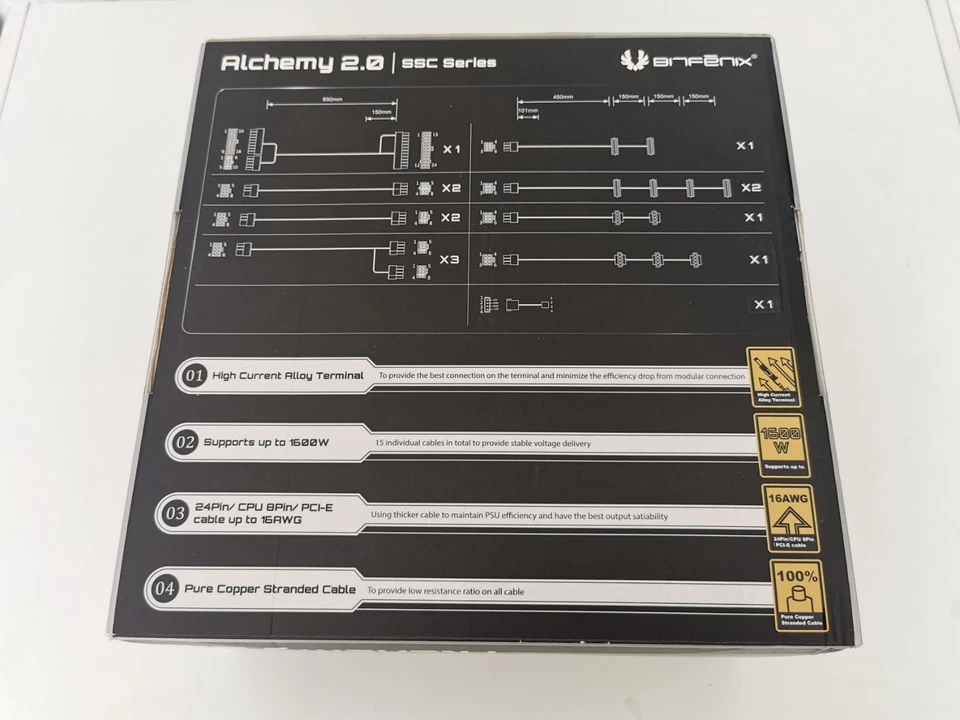 Alchemy 2.0 | SSC Series
BITFENIX®
650mm
150mm
450mm
150mm
150mm
150mm
101mm
X1
X1
X2
X2
X2
X1
X3
X1
X1
01 High Current Alloy Terminal
To provide the best connection on the terminal and minimize the efficiency drop from modular connection
High Current
Alloy Terminal
02 Supports up to 1600W
15 individual cables in total to provide stable voltage delivery
1600
W
Supports up to
03 24Pin/ CPU 8Pin/ PCI-E
cable up to 16AWG
Using thicker cable to maintain PSU efficiency and have the best output satiability
16AWG
24Pin/CPU 8Pin
/PCI-E cable
04 Pure Copper Stranded Cable
To provide low resistance ratio on all cable
100%
Pure Copper
Stranded Cable